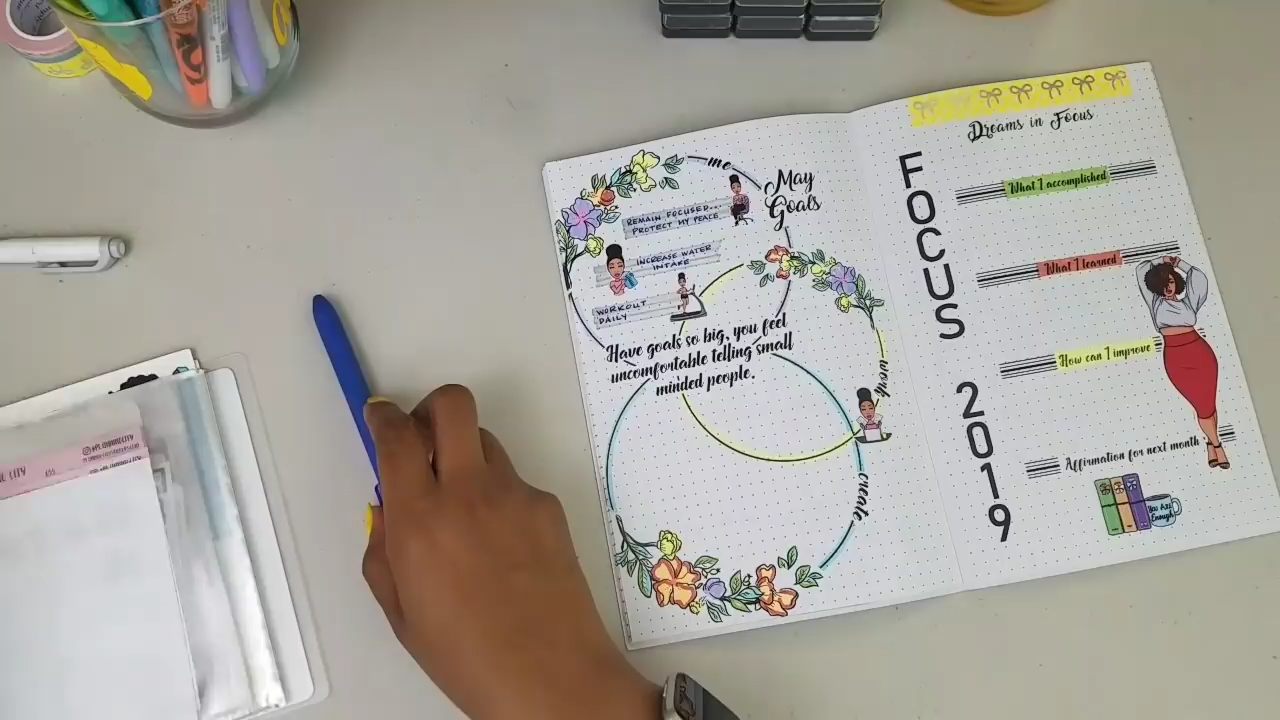 me
May
Goals
REMAIN FOCUSED...
PROTECT MY PEACE
INCREASE WATER
INTAKE
WORKOUT
DAILY
Have goals so big, you feel
uncomfortable telling small
minded people.
work
create
Dreams in Focus
FOCUS
2019
What I accomplished
What I learned
How can I improve
Affirmation for next month
You Are
Enough